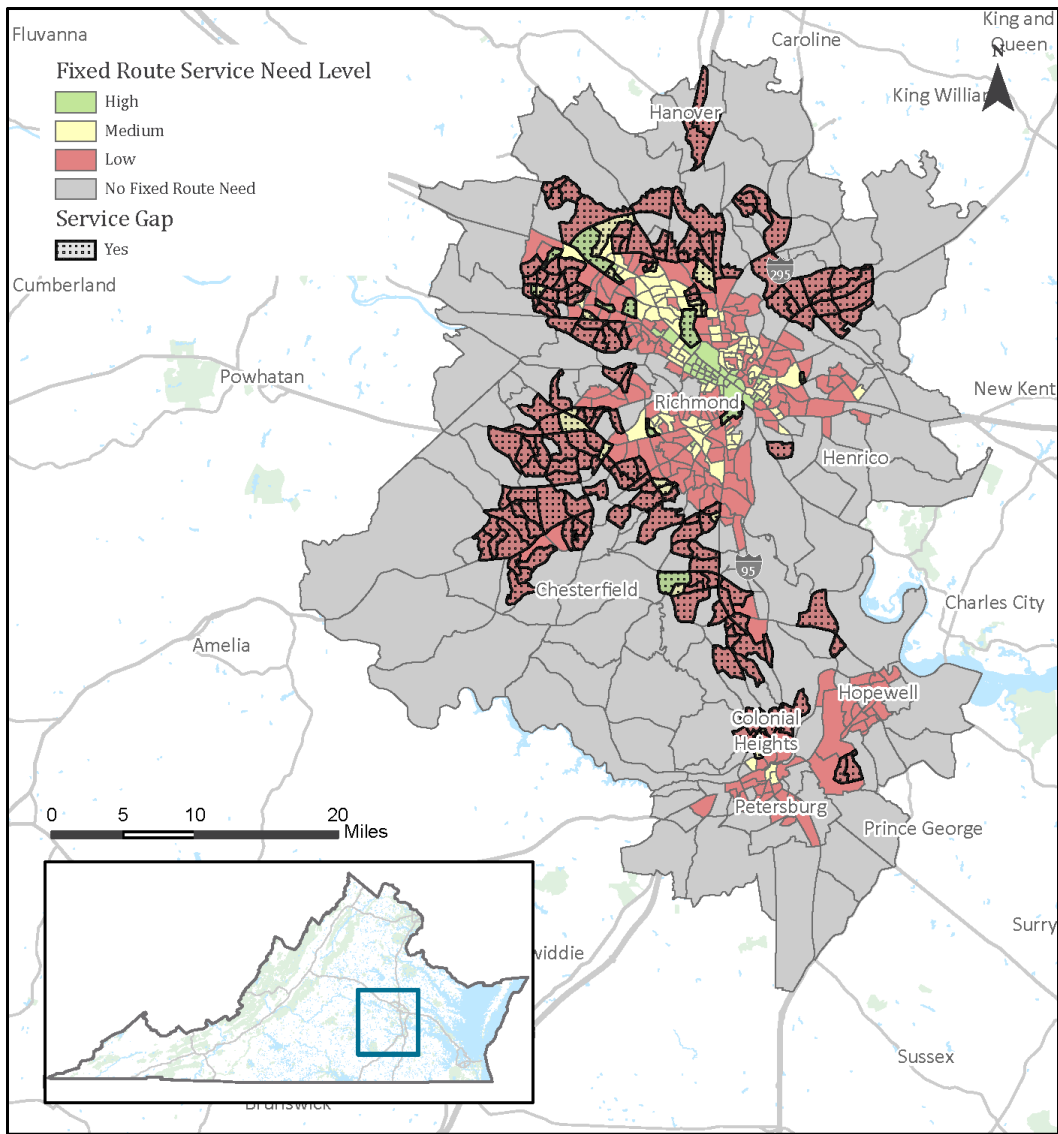 Fluvanna
King and
Queen
Caroline
N
Fixed Route Service Need Level
High
Medium
Low
No Fixed Route Need
Service Gap
Yes
King William
Hanover
295
Cumberland
Powhatan
New Kent
Richmond
Henrico
95
Chesterfield
Charles City
Amelia
Hopewell
Colonial
Heights
Petersburg
Prince George
0 5 10 20
Miles
Surry
widdie
Sussex
Brunswick